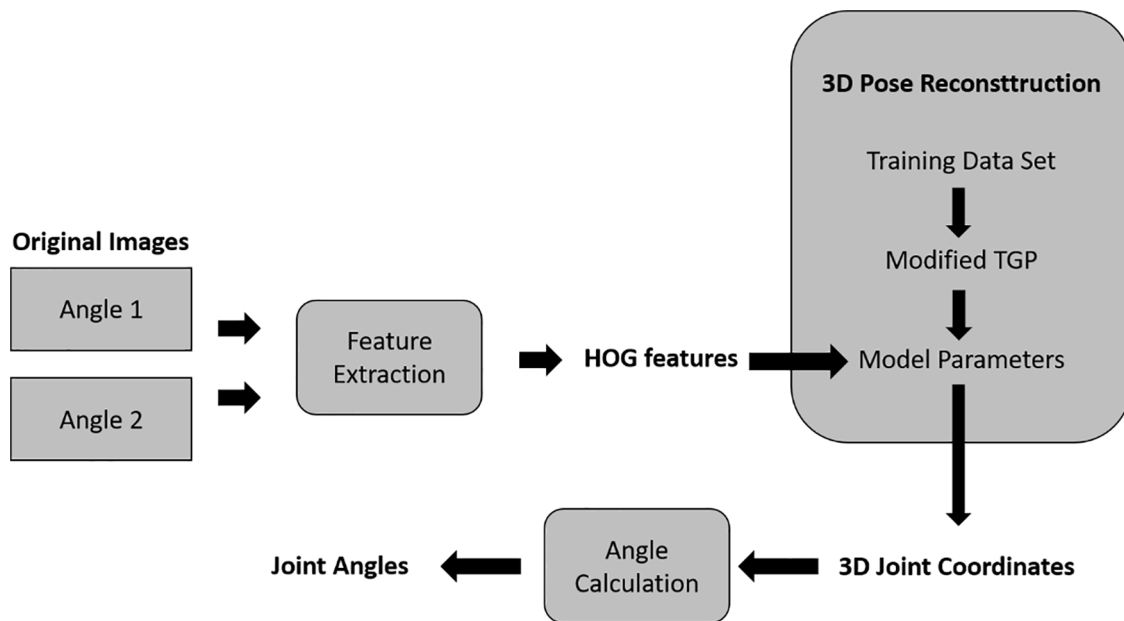 Original Images
Angle 1
Angle 2
Feature
Extraction
HOG features
3D Pose Reconsttruction
Training Data Set
Modified TGP
Model Parameters
3D Joint Coordinates
Angle
Calculation
Joint Angles